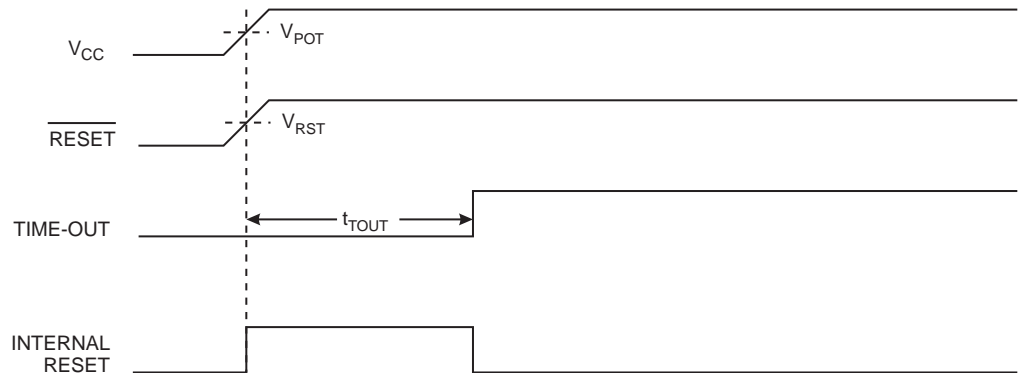 VCC
VPOT
RESET
VRST
TIME-OUT
tTOUT
INTERNAL
RESET